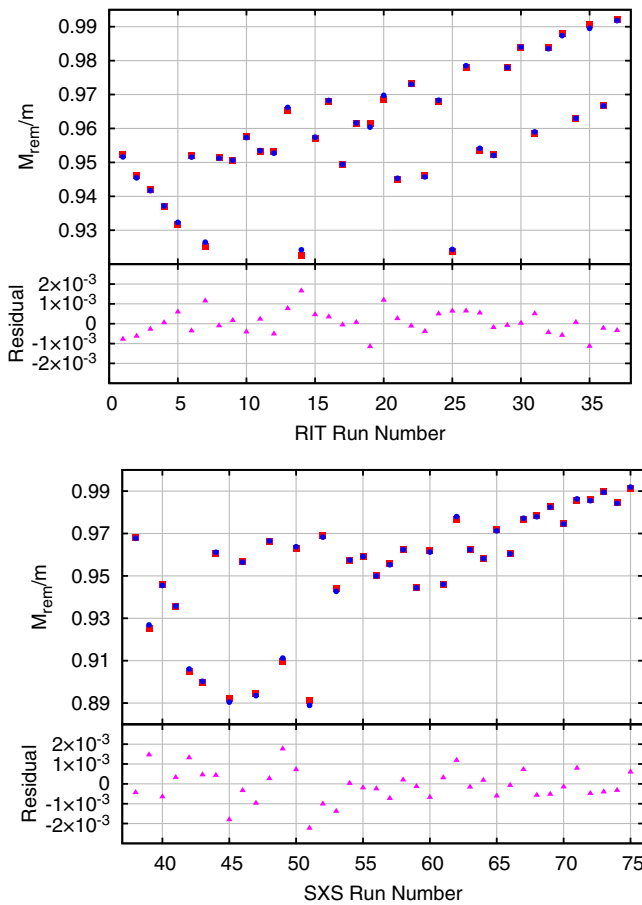 0.99
0.98
0.97
0.96
0.95
0.94
0.93
M_rem/m
2×10⁻³
1×10⁻³
0
-1×10⁻³
-2×10⁻³
Residual
0 5 10 15 20 25 30 35
RIT Run Number
0.99
0.97
0.95
0.93
0.91
0.89
M_rem/m
2×10⁻³
1×10⁻³
0
-1×10⁻³
-2×10⁻³
Residual
40 45 50 55 60 65 70 75
SXS Run Number